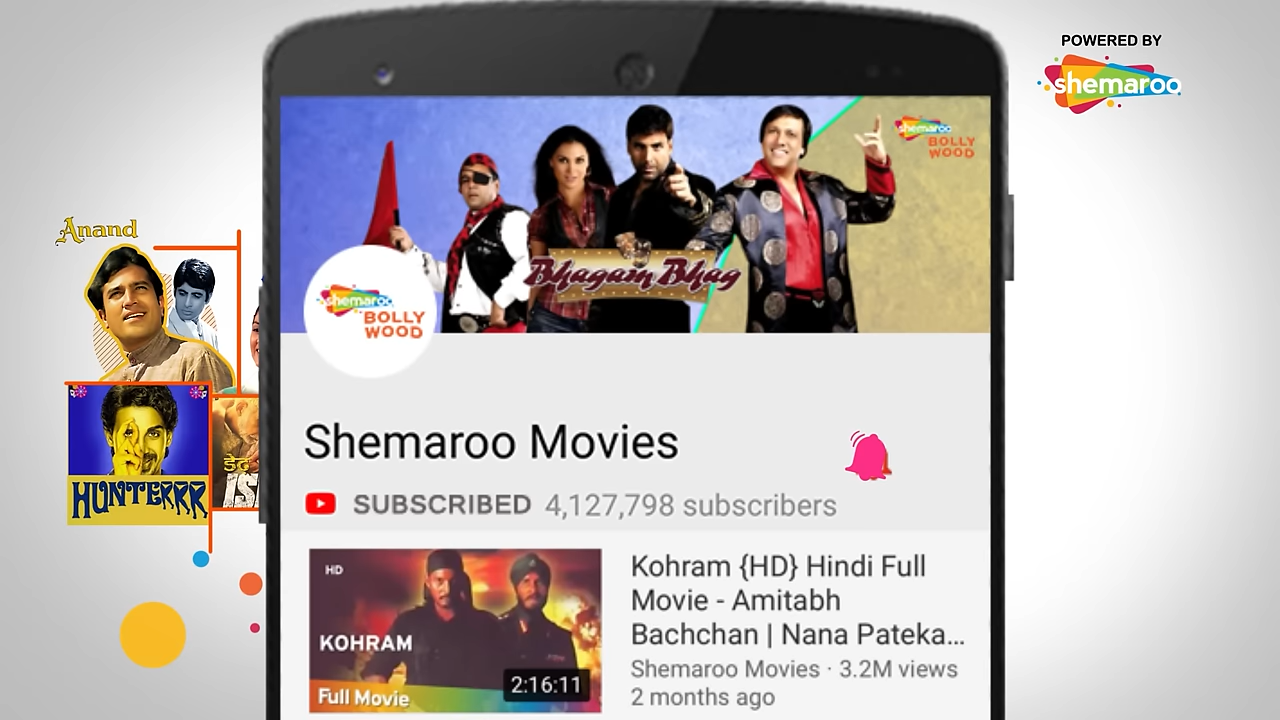 POWERED BY
shemaroo
shemaroo
BOLLY
WOOD
Bhagam Bhag
Anand
shemaroo
BOLLY
WOOD
HUNTERRR
डेढ़
Shemaroo Movies
SUBSCRIBED 4,127,798 subscribers
HD
KOHRAM
Full Movie
2:16:11
Kohram {HD} Hindi Full
Movie - Amitabh
Bachchan | Nana Pateka...
Shemaroo Movies · 3.2M views
2 months ago